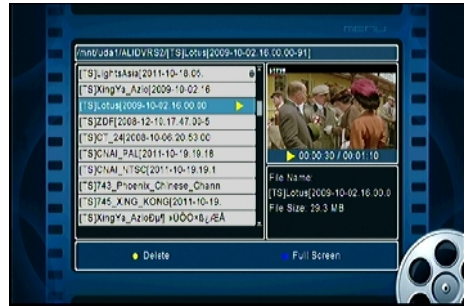 menu
/mnt/uda1/ALIDVRS2/[TS]Lotus[2009-10-02.16.00.00-91]
[TS]LightsAsia[2011-10-18.05.
[TS]XingYa_Azio[2009-10-02.16
[TS]Lotus[2009-10-02.16.00.00
[TS]ZDF[2008-12-10.17.47.00-5
[TS]CT_24[2008-10-06.20.53.00
[TS]CNAI_PAL[2011-10-19.19.18
[TS]CNAI_NTSC[2011-10-19.19.1
[TS]743_Phoenix_Chinese_Chann
[TS]745_XING_KONG[2011-10-19.
[TS]XingYa_Azio
00:00:30 / 00:01:10
File Name:
[TS]Lotus[2009-10-02.16.00.0
File Size: 29.3 MB
Delete
Full Screen